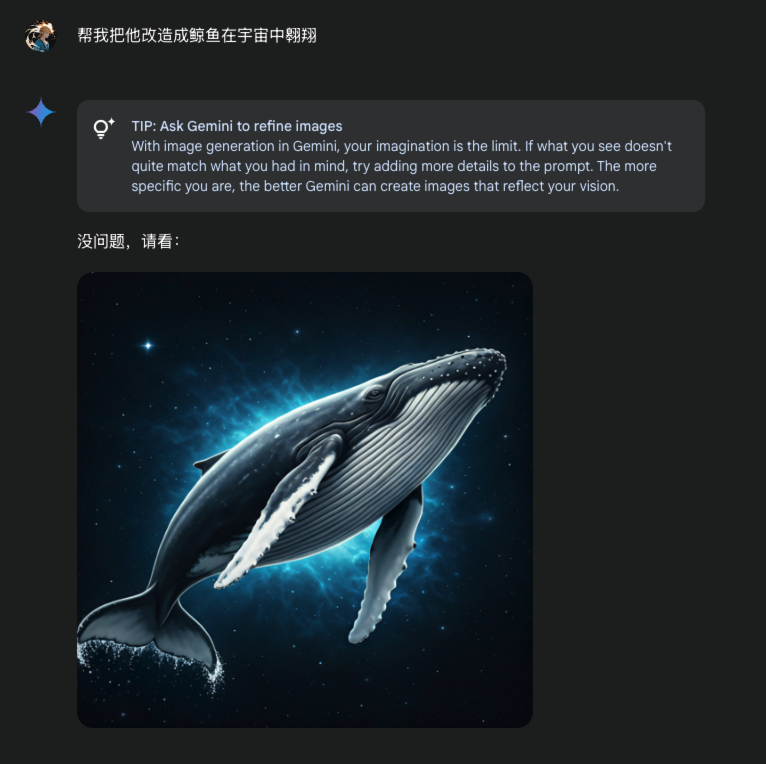 帮我把他改造成鲸鱼在宇宙中翱翔
TIP: Ask Gemini to refine images
With image generation in Gemini, your imagination is the limit. If what you see doesn't
quite match what you had in mind, try adding more details to the prompt. The more
specific you are, the better Gemini can create images that reflect your vision.
没问题，请看：